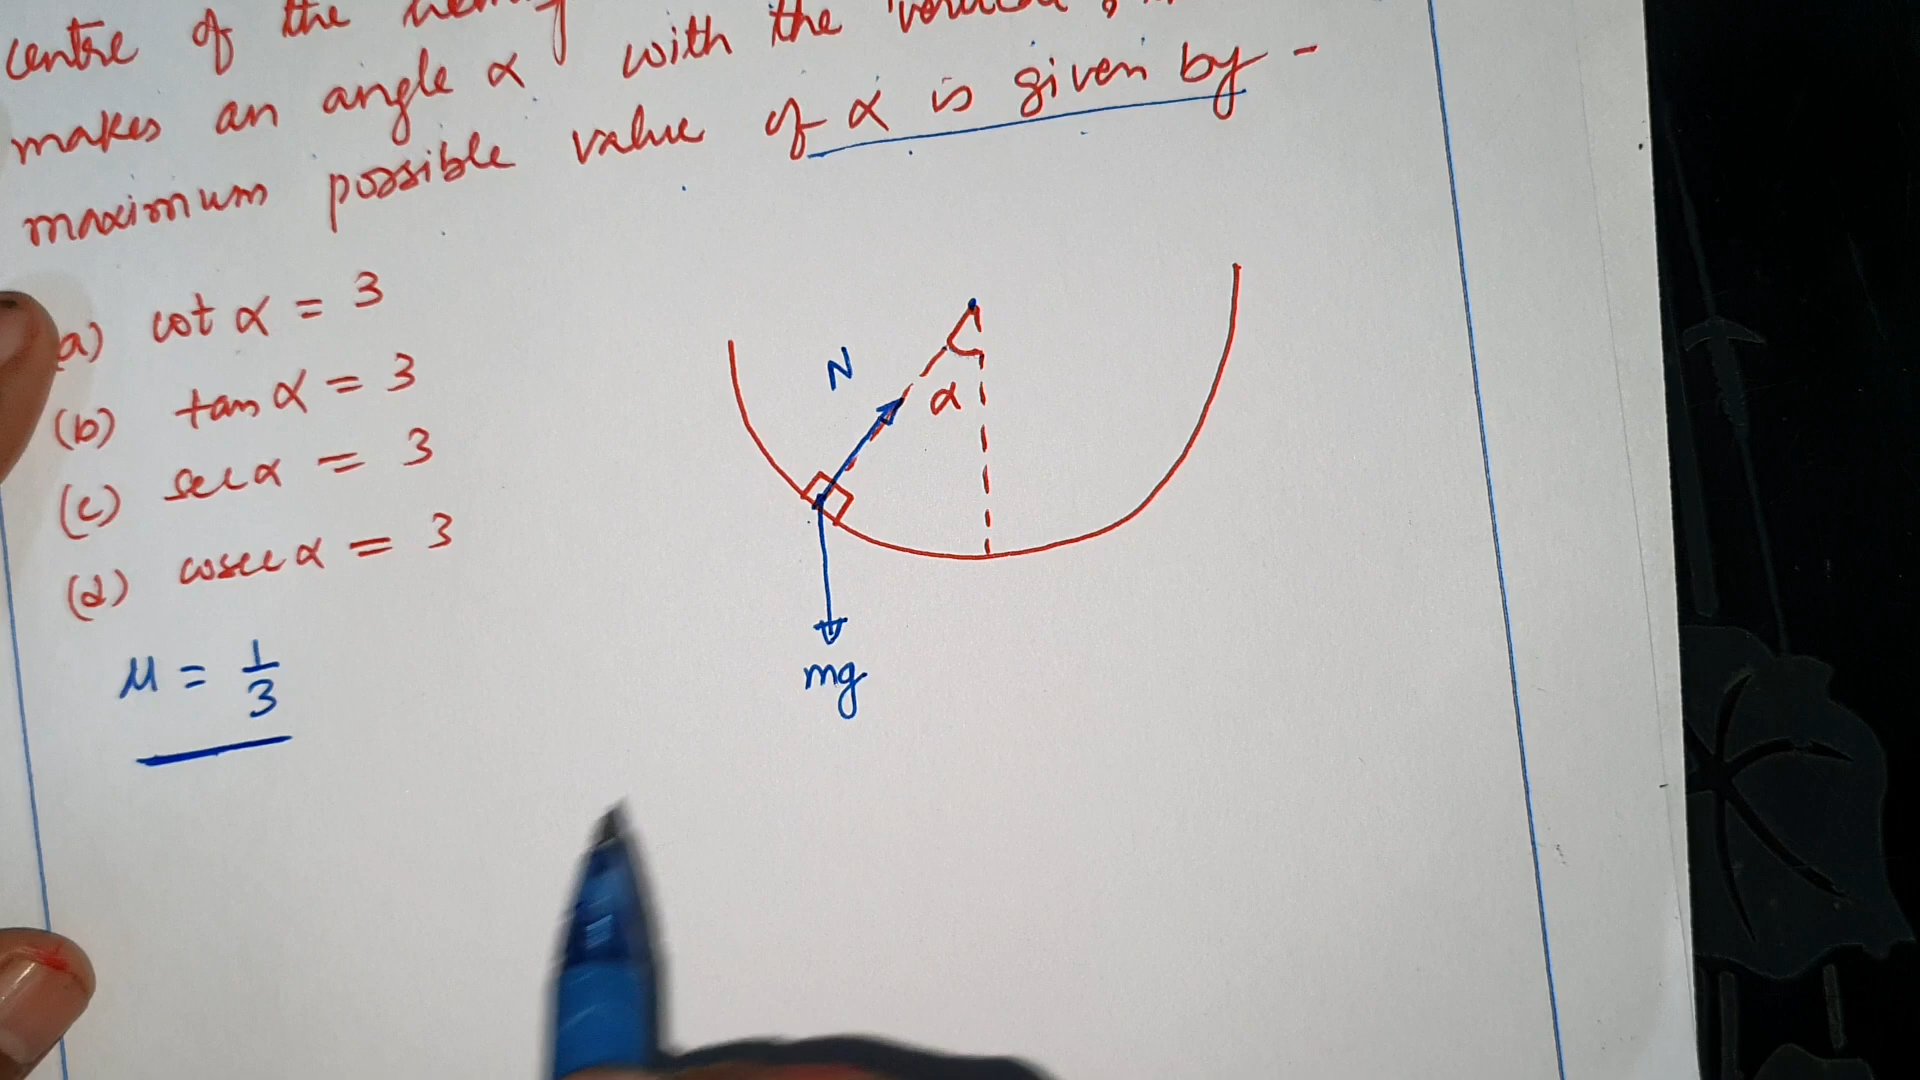 centre of the
makes an angle α with the
maximum possible value of α is given by -
(a) cot α = 3
(b) tan α = 3
(c) sec α = 3
(d) cosec α = 3
μ = 1/3
N
α
mg